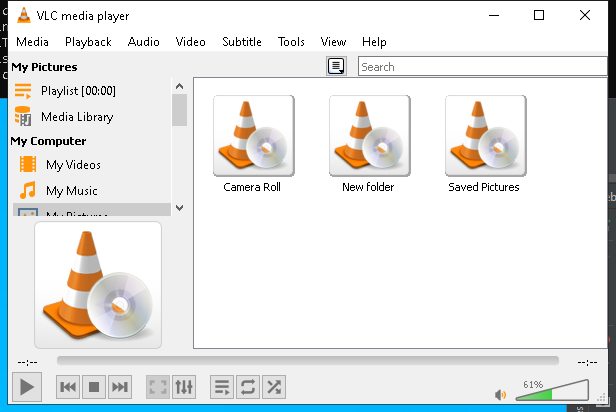 VLC media player
Media Playback Audio Video Subtitle Tools View Help
My Pictures
Search
Playlist [00:00]
Media Library
My Computer
My Videos
My Music
My Pictures
Camera Roll New folder Saved Pictures
--:-- --:--
61%